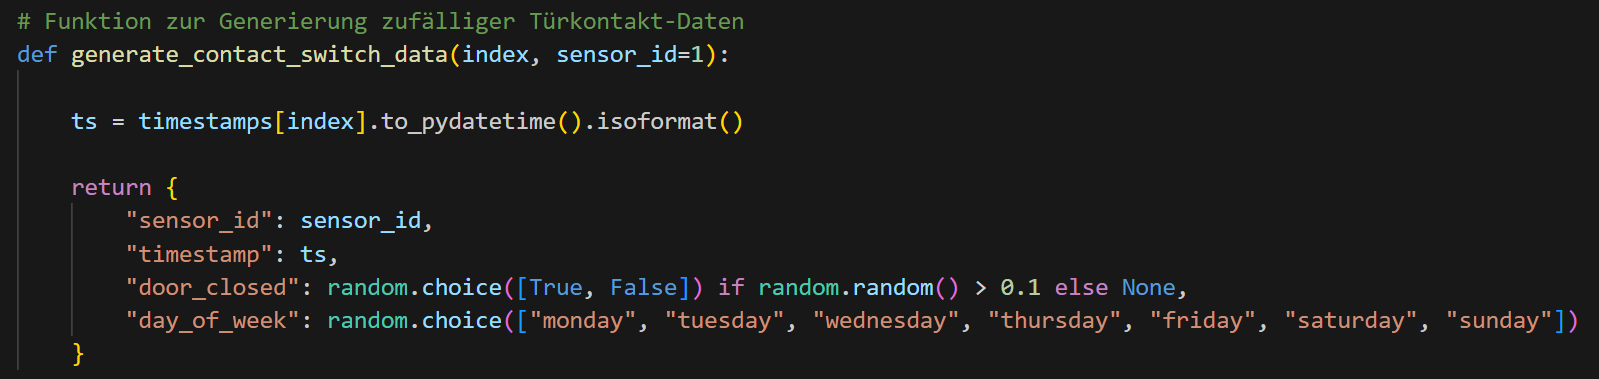 # Funktion zur Generierung zufälliger Türkontakt-Daten
def generate_contact_switch_data(index, sensor_id=1):
    ts = timestamps[index].to_pydatetime().isoformat()
    return {
        "sensor_id": sensor_id,
        "timestamp": ts,
        "door_closed": random.choice([True, False]) if random.random() > 0.1 else None,
        "day_of_week": random.choice(["monday", "tuesday", "wednesday", "thursday", "friday", "saturday", "sunday"])
    }